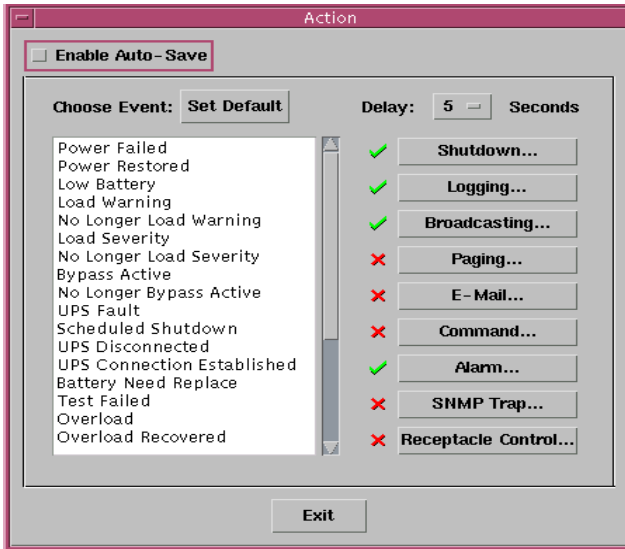 Action
Enable Auto-Save
Choose Event: Set Default
Delay: 5 Seconds
Power Failed
Power Restored
Low Battery
Load Warning
No Longer Load Warning
Load Severity
No Longer Load Severity
Bypass Active
No Longer Bypass Active
UPS Fault
Scheduled Shutdown
UPS Disconnected
UPS Connection Established
Battery Need Replace
Test Failed
Overload
Overload Recovered
Shutdown...
Logging...
Broadcasting...
Paging...
E-Mail...
Command...
Alarm...
SNMP Trap...
Receptacle Control...
Exit